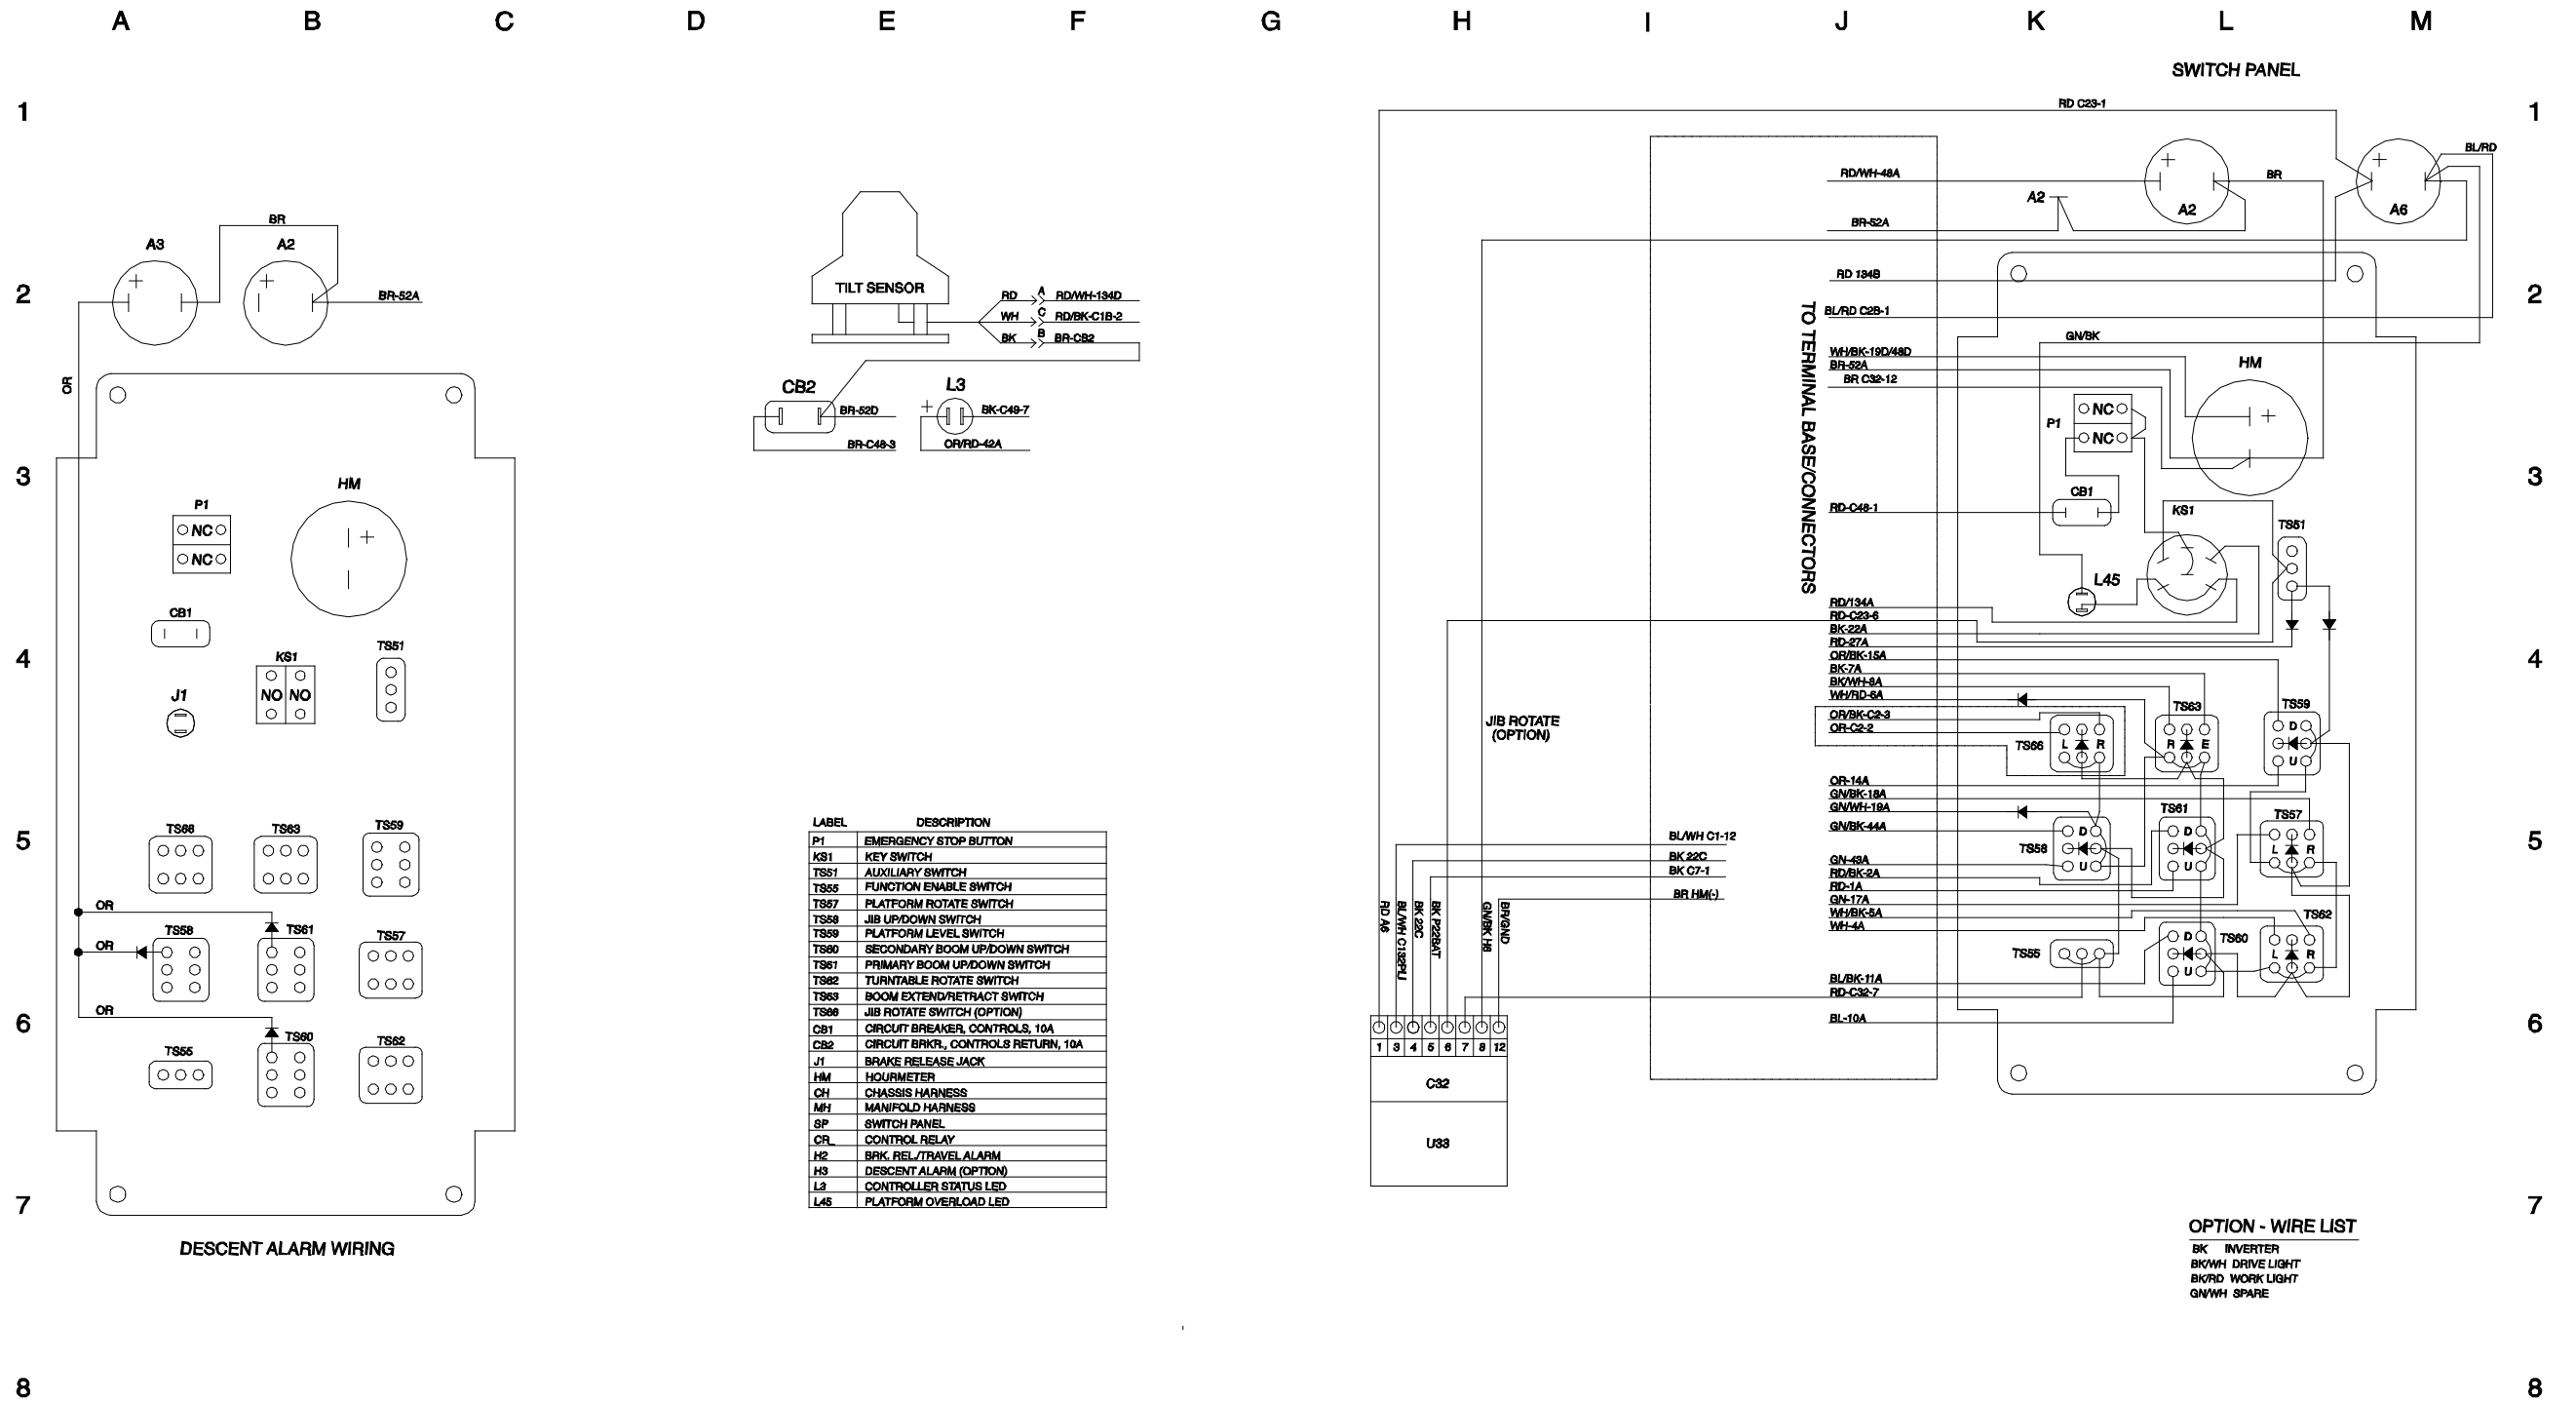 A B C D E F G H I J K L M
1
2
3
4
5
6
7
8
1
2
3
4
5
6
7
8
BR
A3
A2
BR-52A
OR
HM
P1
NC
NC
CB1
KS1
NO NO
TS51
J1
TS66
TS63
TS59
OR
TS58
OR
TS61
TS57
OR
TS55
TS60
TS62
DESCENT ALARM WIRING
TILT SENSOR
RD A RD/WH-134D
WH C RD/BK-C1B-2
BK B BR-CB2
CB2
BR-52D
BR-C48-3
L3
BK-C49-7
OR/RD-42A
LABEL DESCRIPTION
P1 EMERGENCY STOP BUTTON
KS1 KEY SWITCH
TS51 AUXILIARY SWITCH
TS55 FUNCTION ENABLE SWITCH
TS57 PLATFORM ROTATE SWITCH
TS58 JIB UP/DOWN SWITCH
TS59 PLATFORM LEVEL SWITCH
TS60 SECONDARY BOOM UP/DOWN SWITCH
TS61 PRIMARY BOOM UP/DOWN SWITCH
TS62 TURNTABLE ROTATE SWITCH
TS63 BOOM EXTEND/RETRACT SWITCH
TS66 JIB ROTATE SWITCH (OPTION)
CB1 CIRCUIT BREAKER, CONTROLS, 10A
CB2 CIRCUIT BRKR., CONTROLS RETURN, 10A
J1 BRAKE RELEASE JACK
HM HOURMETER
CH CHASSIS HARNESS
MH MANIFOLD HARNESS
SP SWITCH PANEL
CR_ CONTROL RELAY
H2 BRK. REL./TRAVEL ALARM
H3 DESCENT ALARM (OPTION)
L3 CONTROLLER STATUS LED
L45 PLATFORM OVERLOAD LED
SWITCH PANEL
RD C23-1
BL/RD
RD/WH-48A
A2
A2
BR
A6
BR-52A
RD 134B
BL/RD C2B-1
GN/BK
WH/BK-19D/48D
BR-52A
BR C32-12
HM
P1
NC
NC
CB1
RD-C48-1
KS1
TS51
L45
TO TERMINAL BASE/CONNECTORS
RD/134A
RD-C23-6
BK-22A
RD-27A
OR/BK-15A
BK-7A
BK/WH-8A
WH/RD-6A
OR/BK-C2-3
OR-C2-2
JIB ROTATE
(OPTION)
TS66
L R
TS63
R E
TS59
D
U
OR-14A
GN/BK-18A
GN/WH-19A
GN/BK-44A
GN-43A
RD/BK-2A
RD-1A
GN-17A
WH/BK-5A
WH-4A
BL/BK-11A
RD-C32-7
BL-10A
TS58
D
U
TS61
D
U
TS57
L R
TS55
TS60
D
U
TS62
L R
BL/WH C1-12
BK 22C
BK C7-1
BR HM(-)
RD A6
BL/WH C132PLI
BK 22C
BK P22BAT
GN/BK H6
BR/GND
1 3 4 5 6 7 8 12
C32
U33
OPTION - WIRE LIST
BK INVERTER
BK/WH DRIVE LIGHT
BK/RD WORK LIGHT
GN/WH SPARE